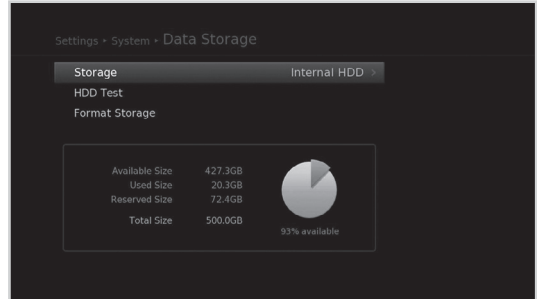 Settings ▸ System ▸ Data Storage
Storage Internal HDD >
HDD Test
Format Storage
Available Size 427.3GB
Used Size 20.3GB
Reserved Size 72.4GB
Total Size 500.0GB
93% available